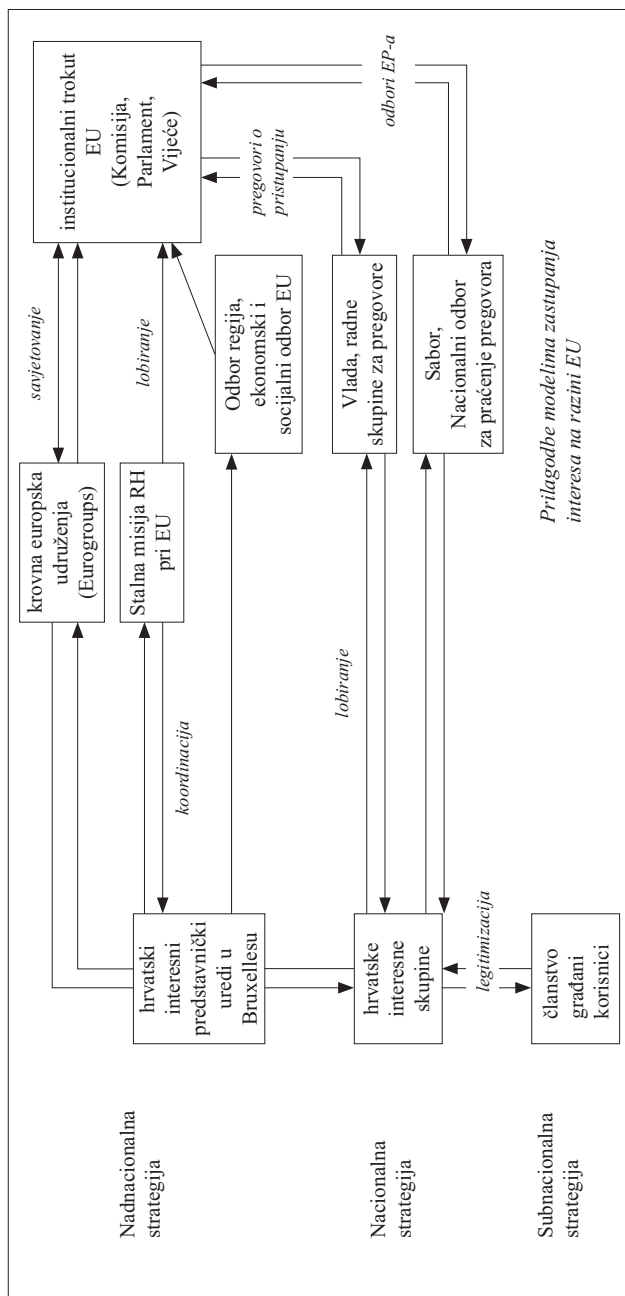 Nadnacionalna
strategija
hrvatski
interesni
predstavnički
uredi u
Bruxellesu
koordinacija
krovna europska
udruženja
(Eurogroups)
Stalna misija RH
pri EU
savjetovanje
lobiranje
institucionalni trokut
EU
(Komisija,
Parlament,
Vijeće)
Odbor regija,
ekonomski i
socijalni odbor EU
pregovori o
pristupanju
odbori EP-a
Nacionalna
strategija
hrvatske
interesne
skupine
lobiranje
Vlada, radne
skupine za pregovore
Sabor,
Nacionalni odbor
za praćenje pregovora
legitimizacija
Subnacionalna
strategija
članstvo
građani
korisnici
Prilagodbe modelima zastupanja
interesa na razini EU